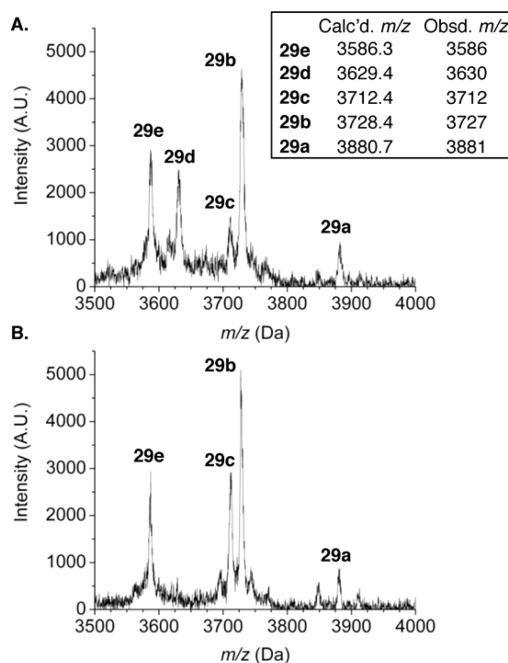 A.
Calc'd. m/z Obsd. m/z
29e 3586.3 3586
29d 3629.4 3630
29c 3712.4 3712
29b 3728.4 3727
29a 3880.7 3881
29b
29e
29d
29c
29a
Intensity (A.U.)
5000
4000
3000
2000
1000
0
3500 3600 3700 3800 3900 4000
m/z (Da)
B.
29b
29e
29c
29a
Intensity (A.U.)
5000
4000
3000
2000
1000
0
3500 3600 3700 3800 3900 4000
m/z (Da)